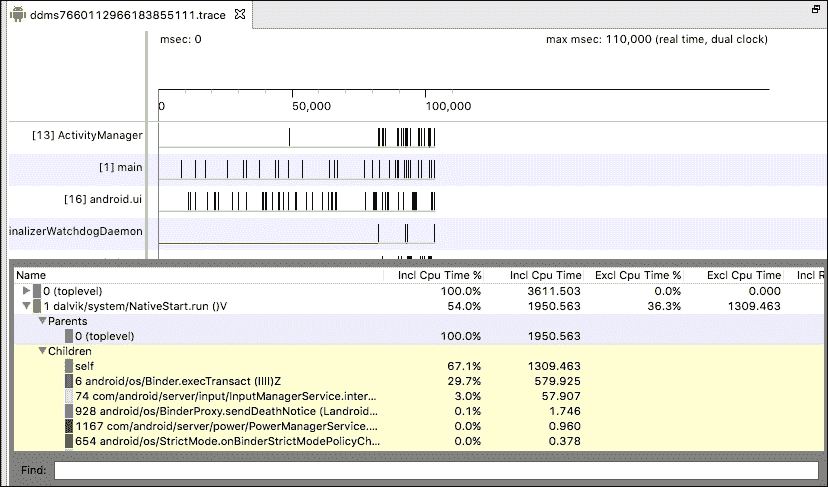 ddms7660112966183855111.trace
msec: 0 max msec: 110,000 (real time, dual clock)
0 50,000 100,000
[13] ActivityManager
[1] main
[16] android.ui
inalizerWatchdogDaemon
Name Incl Cpu Time % Incl Cpu Time Excl Cpu Time % Excl Cpu Time Incl R
0 (toplevel) 100.0% 3611.503 0.0% 0.000
1 dalvik/system/NativeStart.run ()V 54.0% 1950.563 36.3% 1309.463
Parents
0 (toplevel) 100.0% 1950.563
Children
self 67.1% 1309.463
6 android/os/Binder.execTransact (IIII)Z 29.7% 579.925
74 com/android/server/input/InputManagerService.inter... 3.0% 57.907
928 android/os/BinderProxy.sendDeathNotice (Landroid... 0.1% 1.746
1167 com/android/server/power/PowerManagerService.... 0.0% 0.960
654 android/os/StrictMode.onBinderStrictModePolicyCh... 0.0% 0.378
Find: